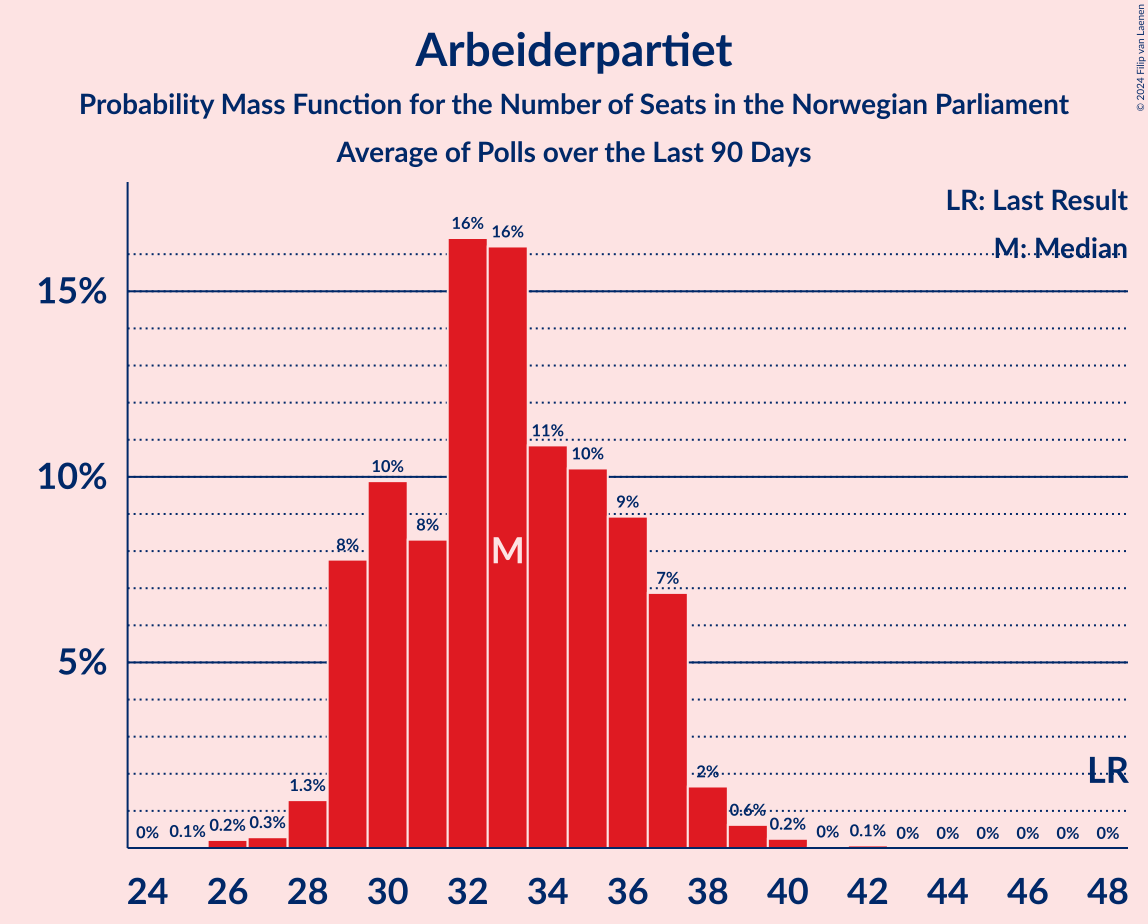 Arbeiderpartiet
Probability Mass Function for the Number of Seats in the Norwegian Parliament
Average of Polls over the Last 90 Days
© 2024 Filip van Laenen
LR: Last Result
M: Median
15%
10%
5%
0% 0.1% 0.2% 0.3% 1.3% 8% 10% 8% 16% 16% 11% 10% 9% 7% 2% 0.6% 0.2% 0% 0.1% 0% 0% 0% 0% 0% 0%
M
LR
24 26 28 30 32 34 36 38 40 42 44 46 48